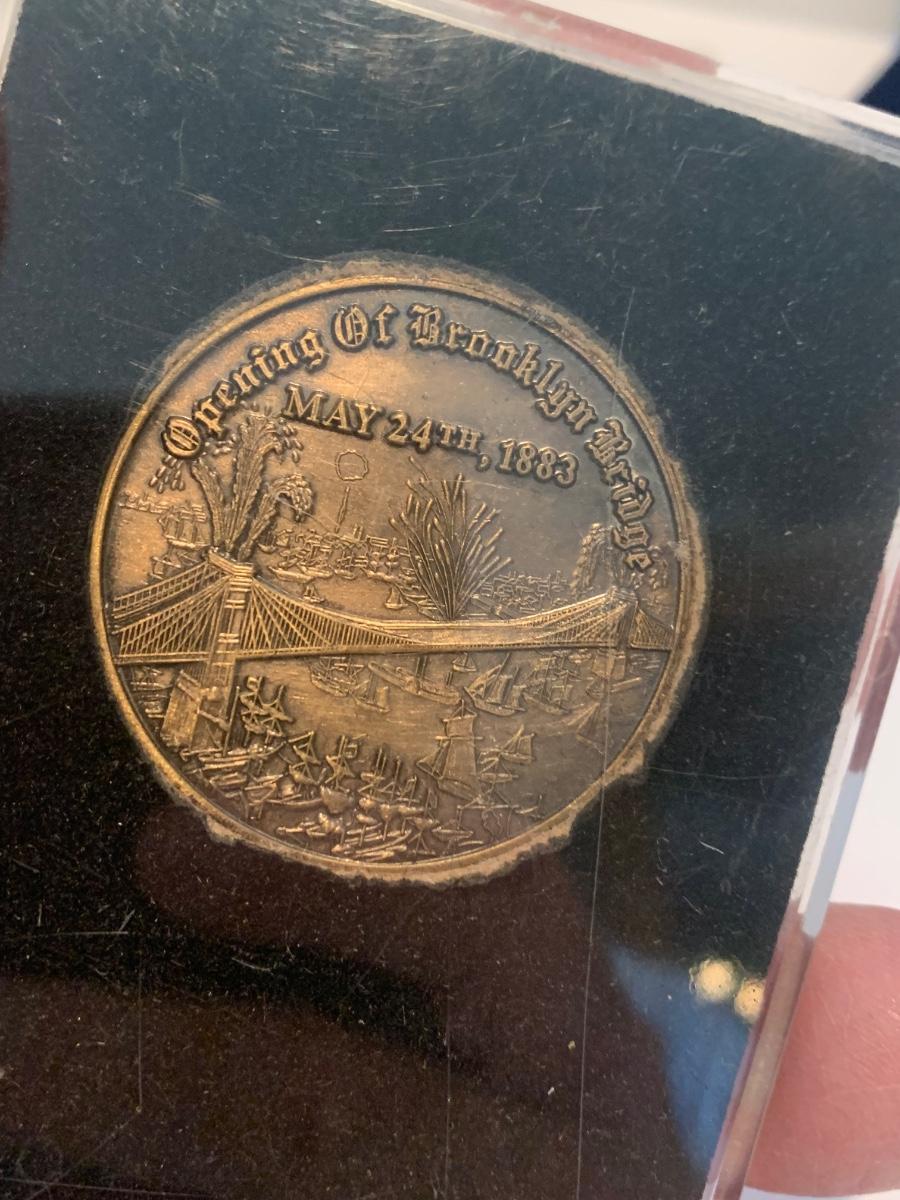 Opening Of Brooklyn Bridge
MAY 24TH, 1883